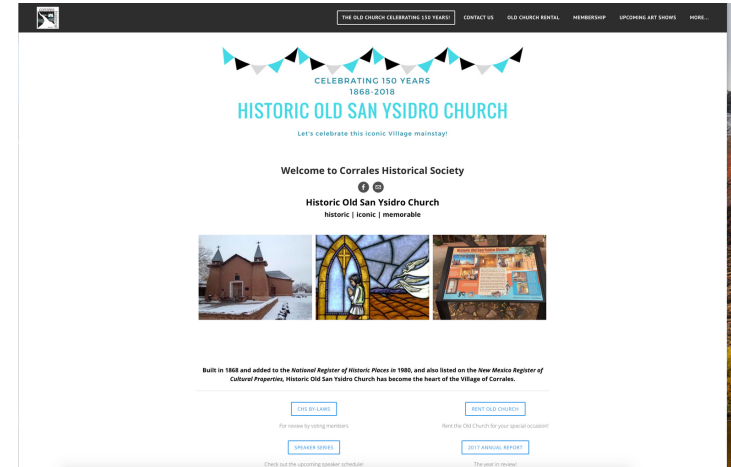 THE OLD CHURCH CELEBRATING 150 YEARS! CONTACT US OLD CHURCH RENTAL MEMBERSHIP UPCOMING ART SHOWS MORE...
CELEBRATING 150 YEARS
1868-2018
HISTORIC OLD SAN YSIDRO CHURCH
Let's celebrate this iconic Village mainstay!
Welcome to Corrales Historical Society
Historic Old San Ysidro Church
historic | iconic | memorable
Built in 1868 and added to the National Register of Historic Places in 1980, and also listed on the New Mexico Register of
Cultural Properties, Historic Old San Ysidro Church has become the heart of the Village of Corrales.
CHS BY-LAWS RENT OLD CHURCH
For review by voting members Rent the Old Church for your special occasion!
SPEAKER SERIES 2017 ANNUAL REPORT
Check out the upcoming speaker schedule! The year in review!